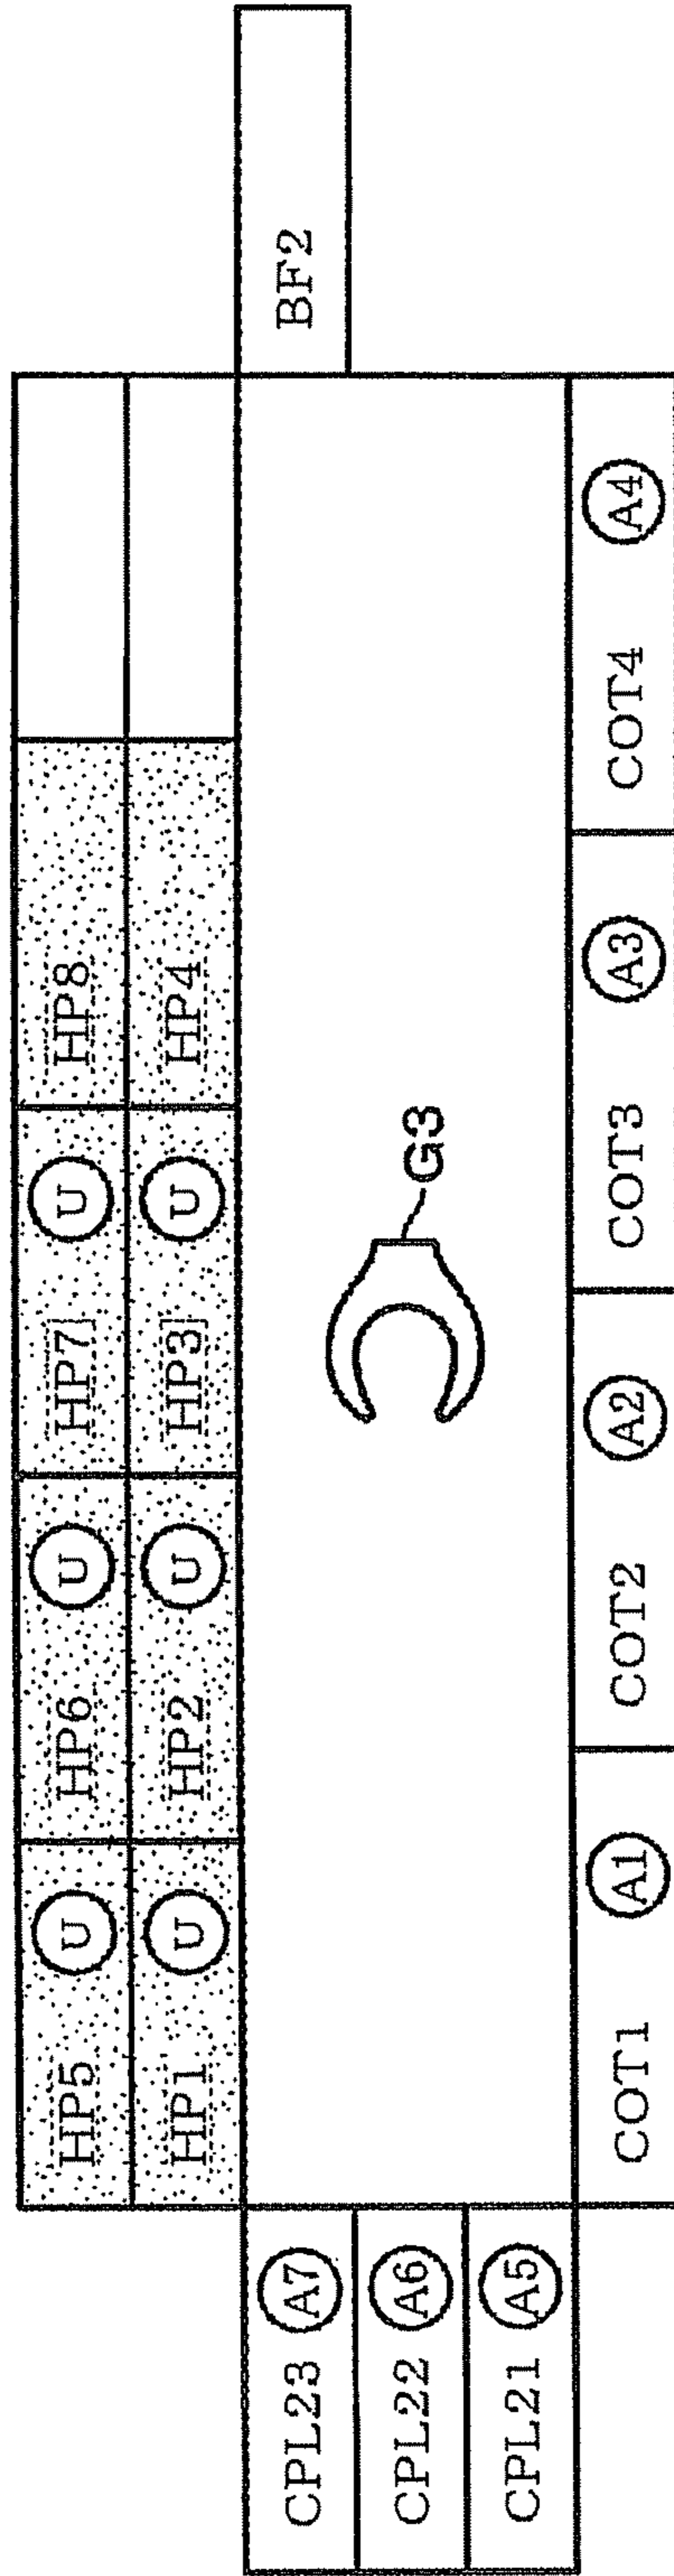 HP5 U HP6 U HP7 U HP8
HP1 U HP2 U HP3 U HP4
BF2
CPL23 A7
CPL22 A6
CPL21 A5
G3
COT1 A1 COT2 A2 COT3 A3 COT4 A4